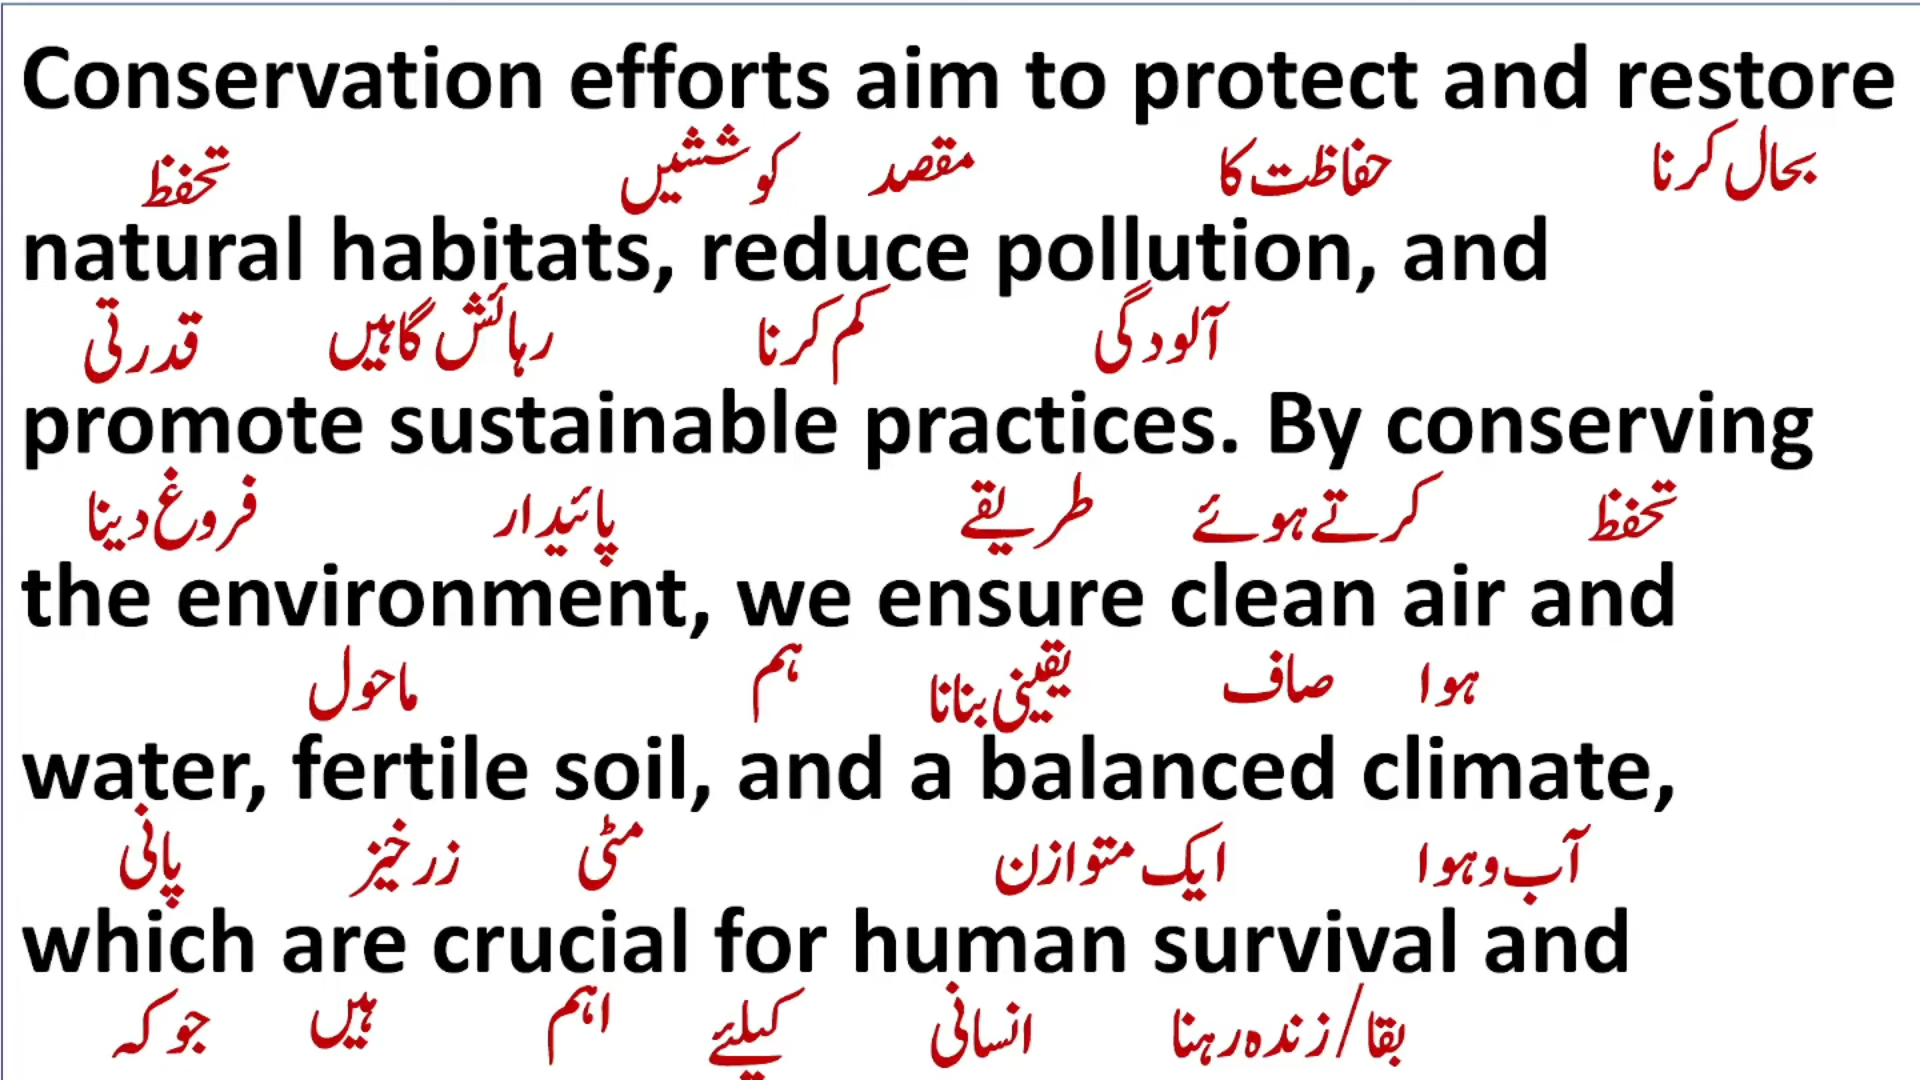 Conservation efforts aim to protect and restore
تحفظ کوششیں مقصد حفاظت کا بحال کرنا
natural habitats, reduce pollution, and
قدرتی رہائش گاہیں کم کرنا آلودگی
promote sustainable practices. By conserving
فروغ دینا پائیدار طریقے کرتے ہوئے تحفظ
the environment, we ensure clean air and
ماحول ہم یقینی بنانا صاف ہوا
water, fertile soil, and a balanced climate,
پانی زرخیز مٹی ایک متوازن آب و ہوا
which are crucial for human survival and
جو کہ ہیں اہم کیلئے انسانی بقا/زندہ رہنا